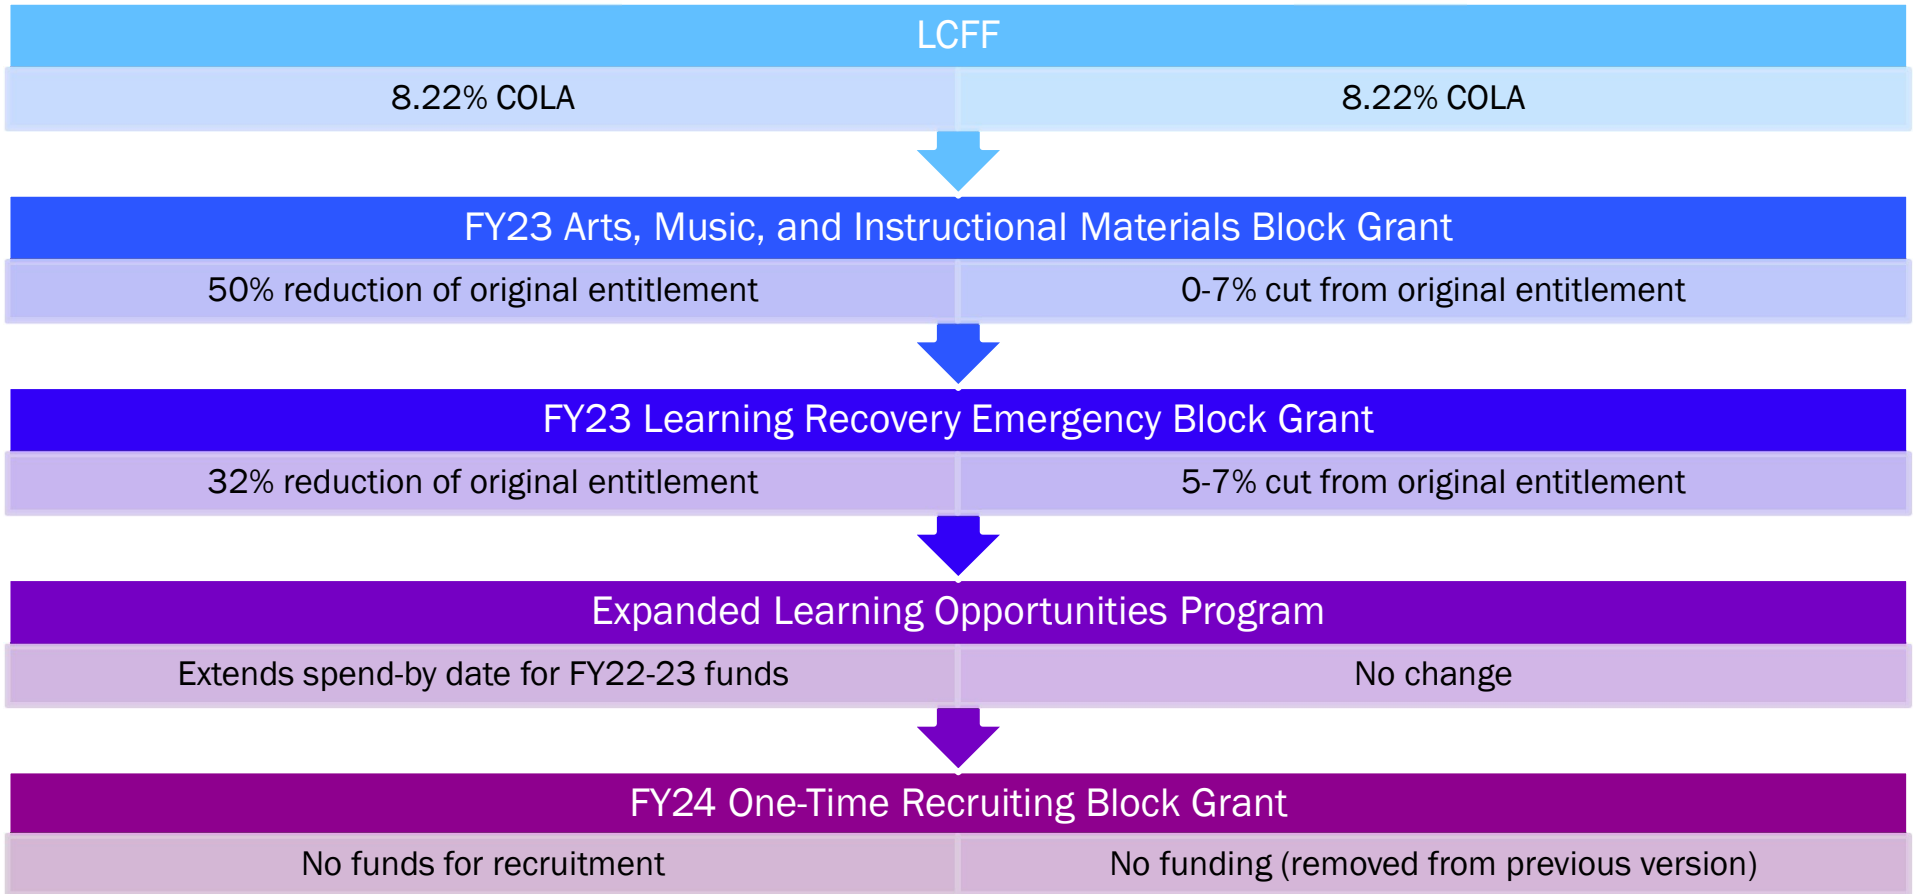 LCFF
8.22% COLA
8.22% COLA
FY23 Arts, Music, and Instructional Materials Block Grant
50% reduction of original entitlement
0-7% cut from original entitlement
FY23 Learning Recovery Emergency Block Grant
32% reduction of original entitlement
5-7% cut from original entitlement
Expanded Learning Opportunities Program
Extends spend-by date for FY22-23 funds
No change
FY24 One-Time Recruiting Block Grant
No funds for recruitment
No funding (removed from previous version)